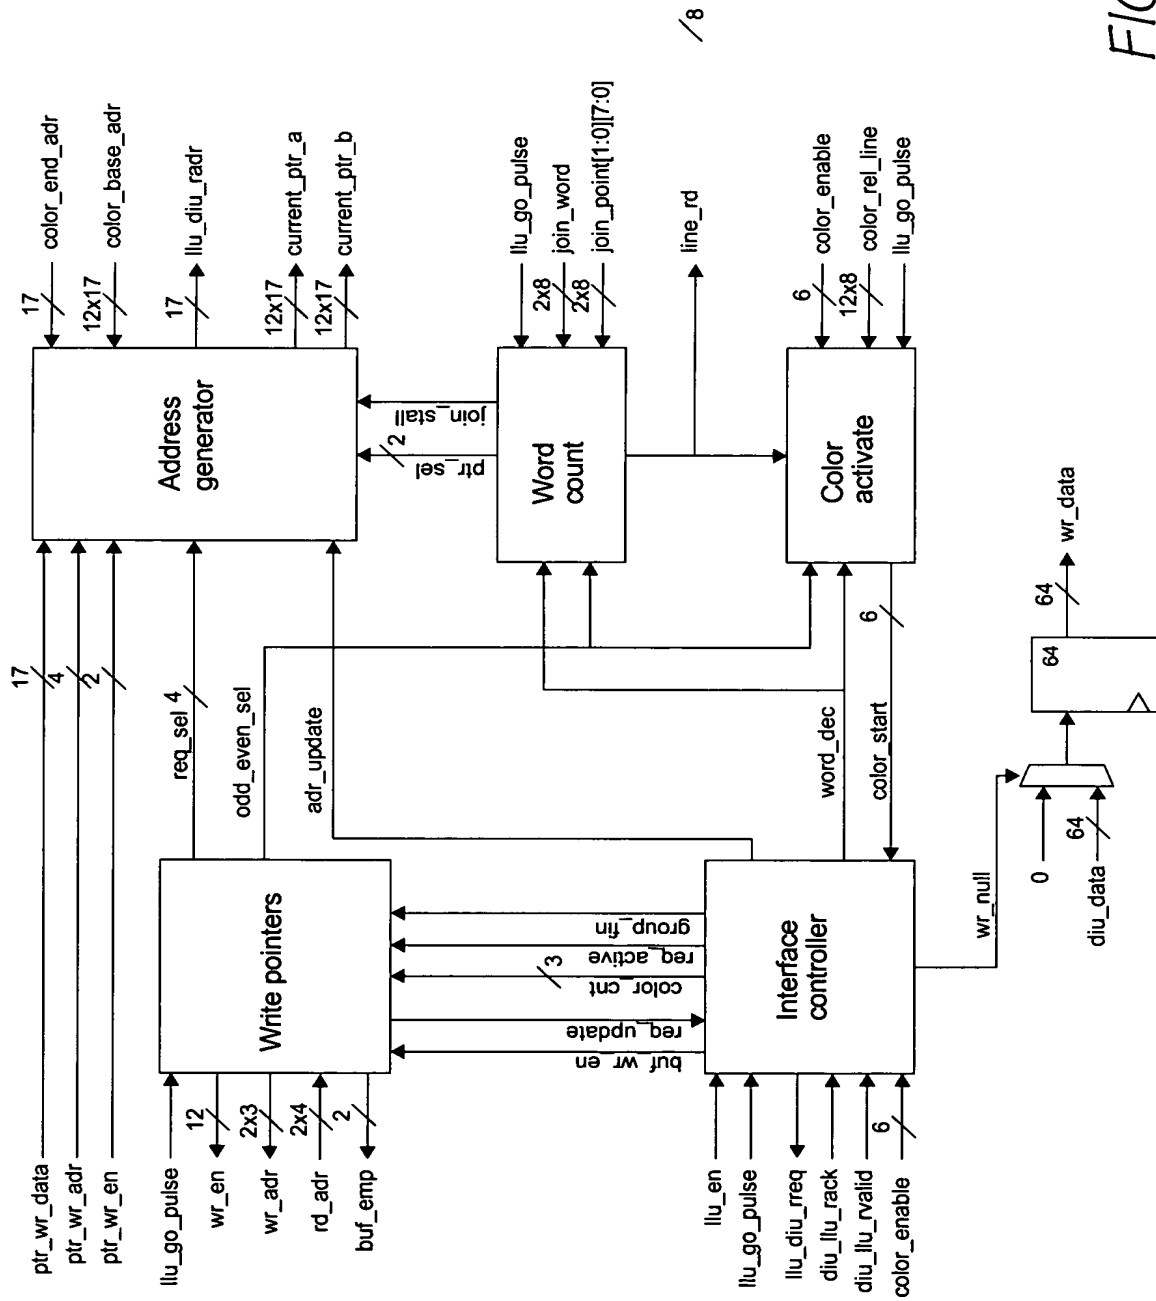 ptr_wr_data
17
ptr_wr_adr
4
ptr_wr_en
2
llu_go_pulse
wr_en
12
wr_adr
2x3
rd_adr
2x4
buf_emp
2
Write pointers
req_sel
4
odd_even_sel
adr_update
Address
generator
17
color_end_adr
12x17
color_base_adr
17
llu_diu_radr
12x17
current_ptr_a
12x17
current_ptr_b
ptr_sel
2
join_stall
buf_wr_en
req_update
color_cnt
3
req_active
group_fin
Word
count
llu_go_pulse
2x8
join_word
2x8
join_point[1:0][7:0]
line_rd
llu_en
llu_go_pulse
llu_diu_rreq
diu_llu_rack
diu_llu_rvalid
color_enable
6
Interface
controller
word_dec
color_start
6
Color
activate
6
color_enable
12x8
color_rel_line
llu_go_pulse
wr_null
0
diu_data
64
64
64
wr_data
8